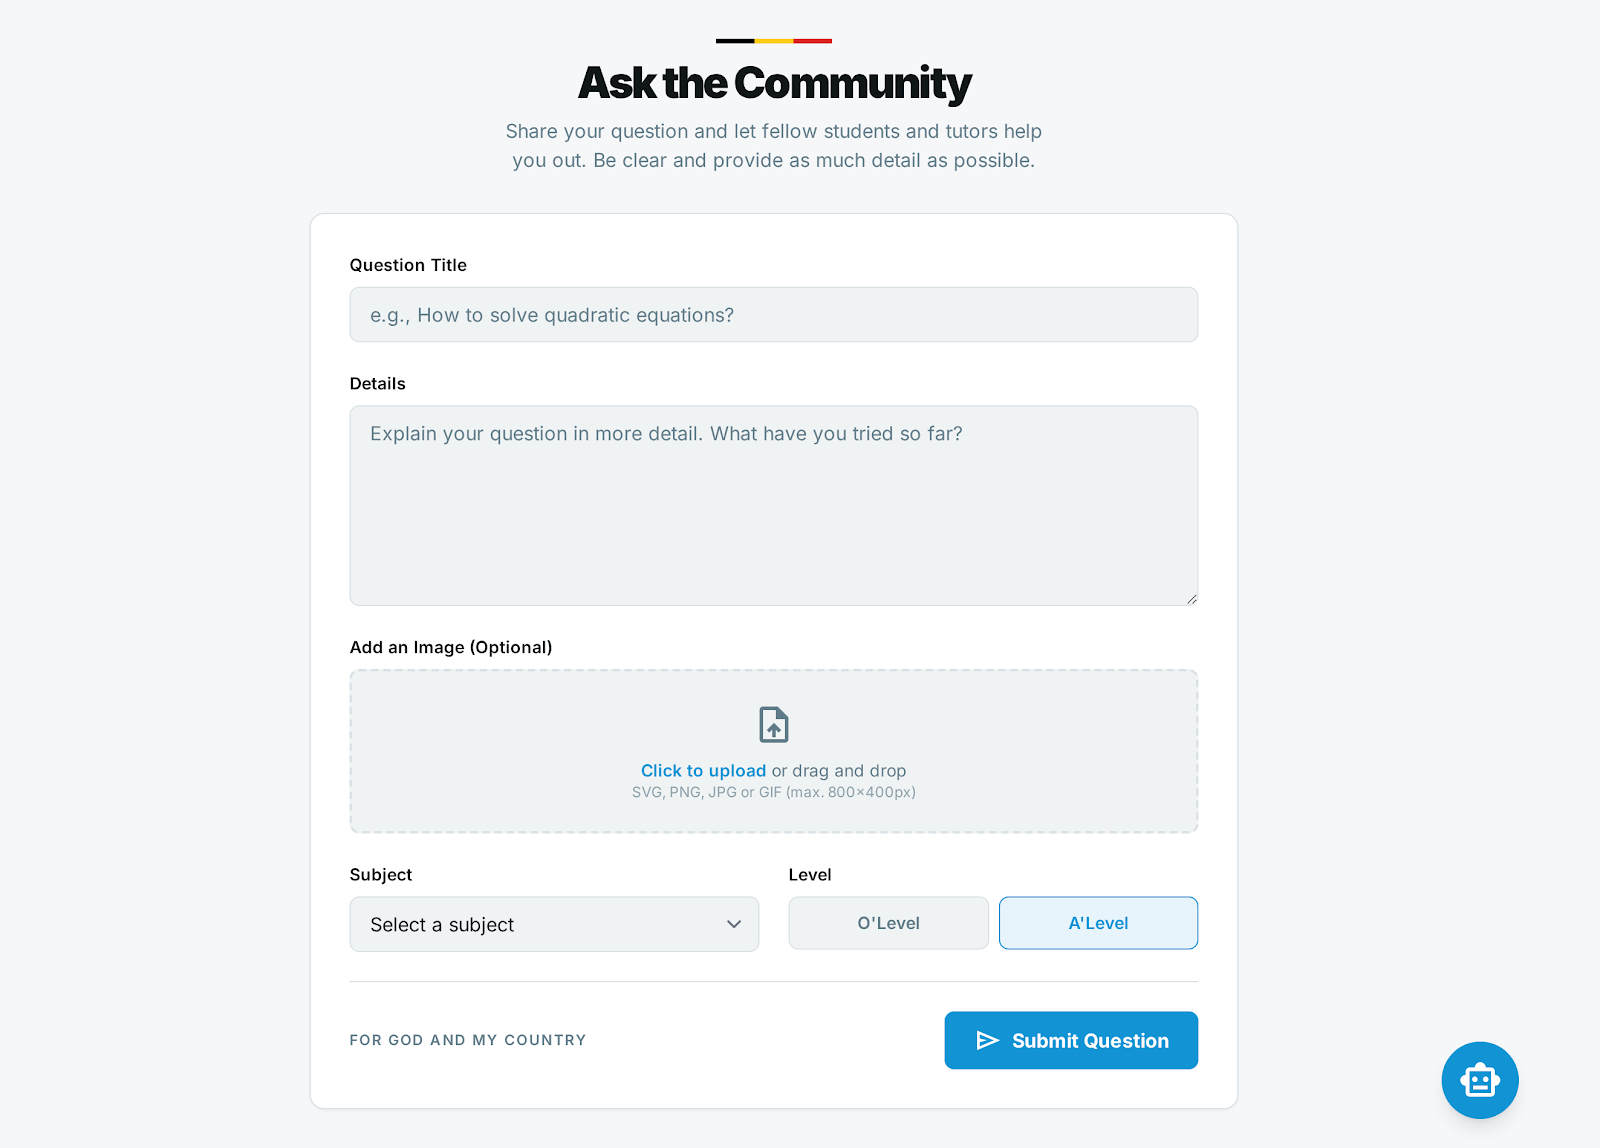 Ask the Community
Share your question and let fellow students and tutors help
you out. Be clear and provide as much detail as possible.
Question Title
e.g., How to solve quadratic equations?
Details
Explain your question in more detail. What have you tried so far?
Add an Image (Optional)
Click to upload or drag and drop
SVG, PNG, JPG or GIF (max. 800×400px)
Subject
Select a subject
Level
O'Level
A'Level
FOR GOD AND MY COUNTRY
Submit Question